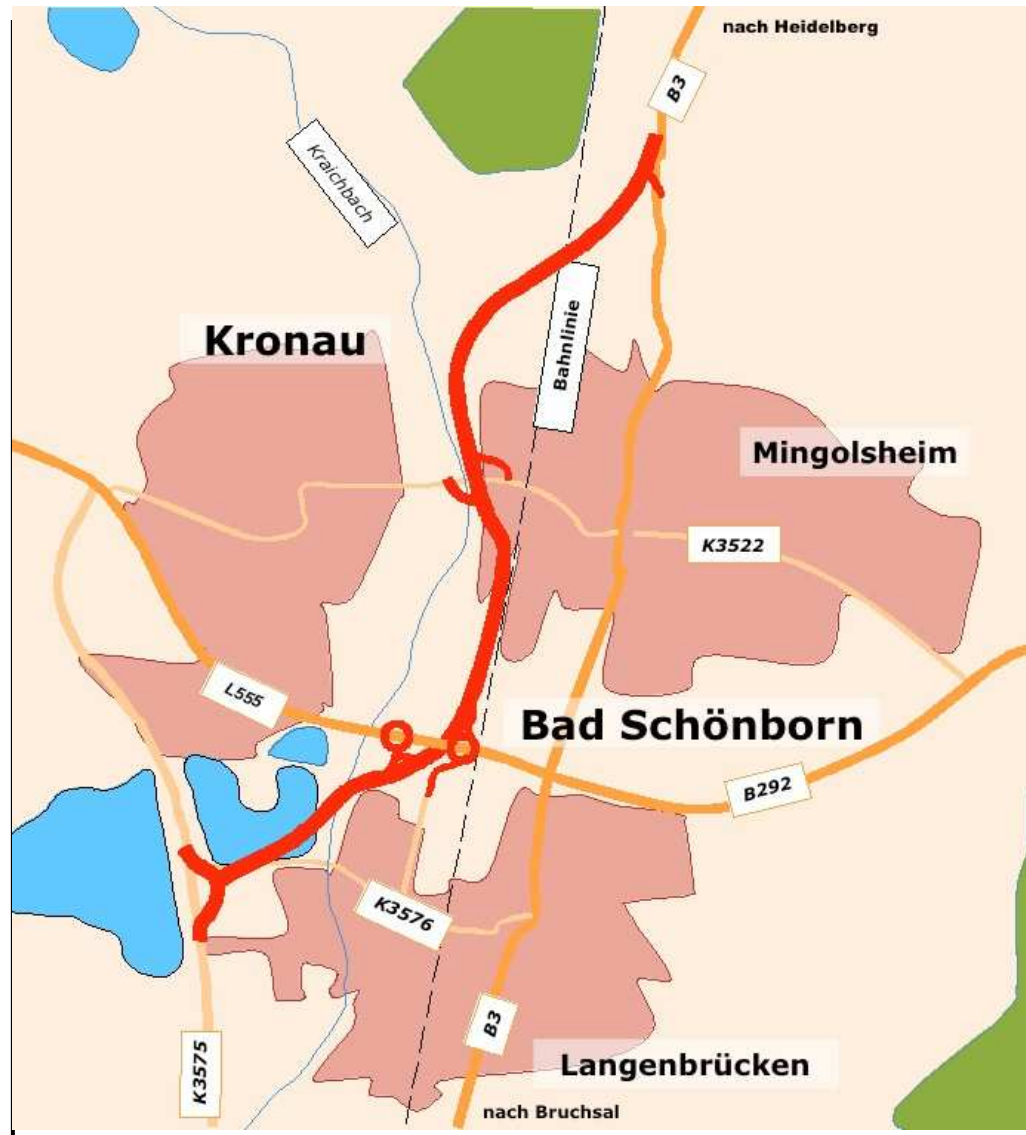 nach Heidelberg
B3
Kraichbach
Bahnlinie
Kronau
Mingolsheim
K3522
L555
Bad Schönborn
B292
K3576
B3
K3575
Langenbrücken
nach Bruchsal